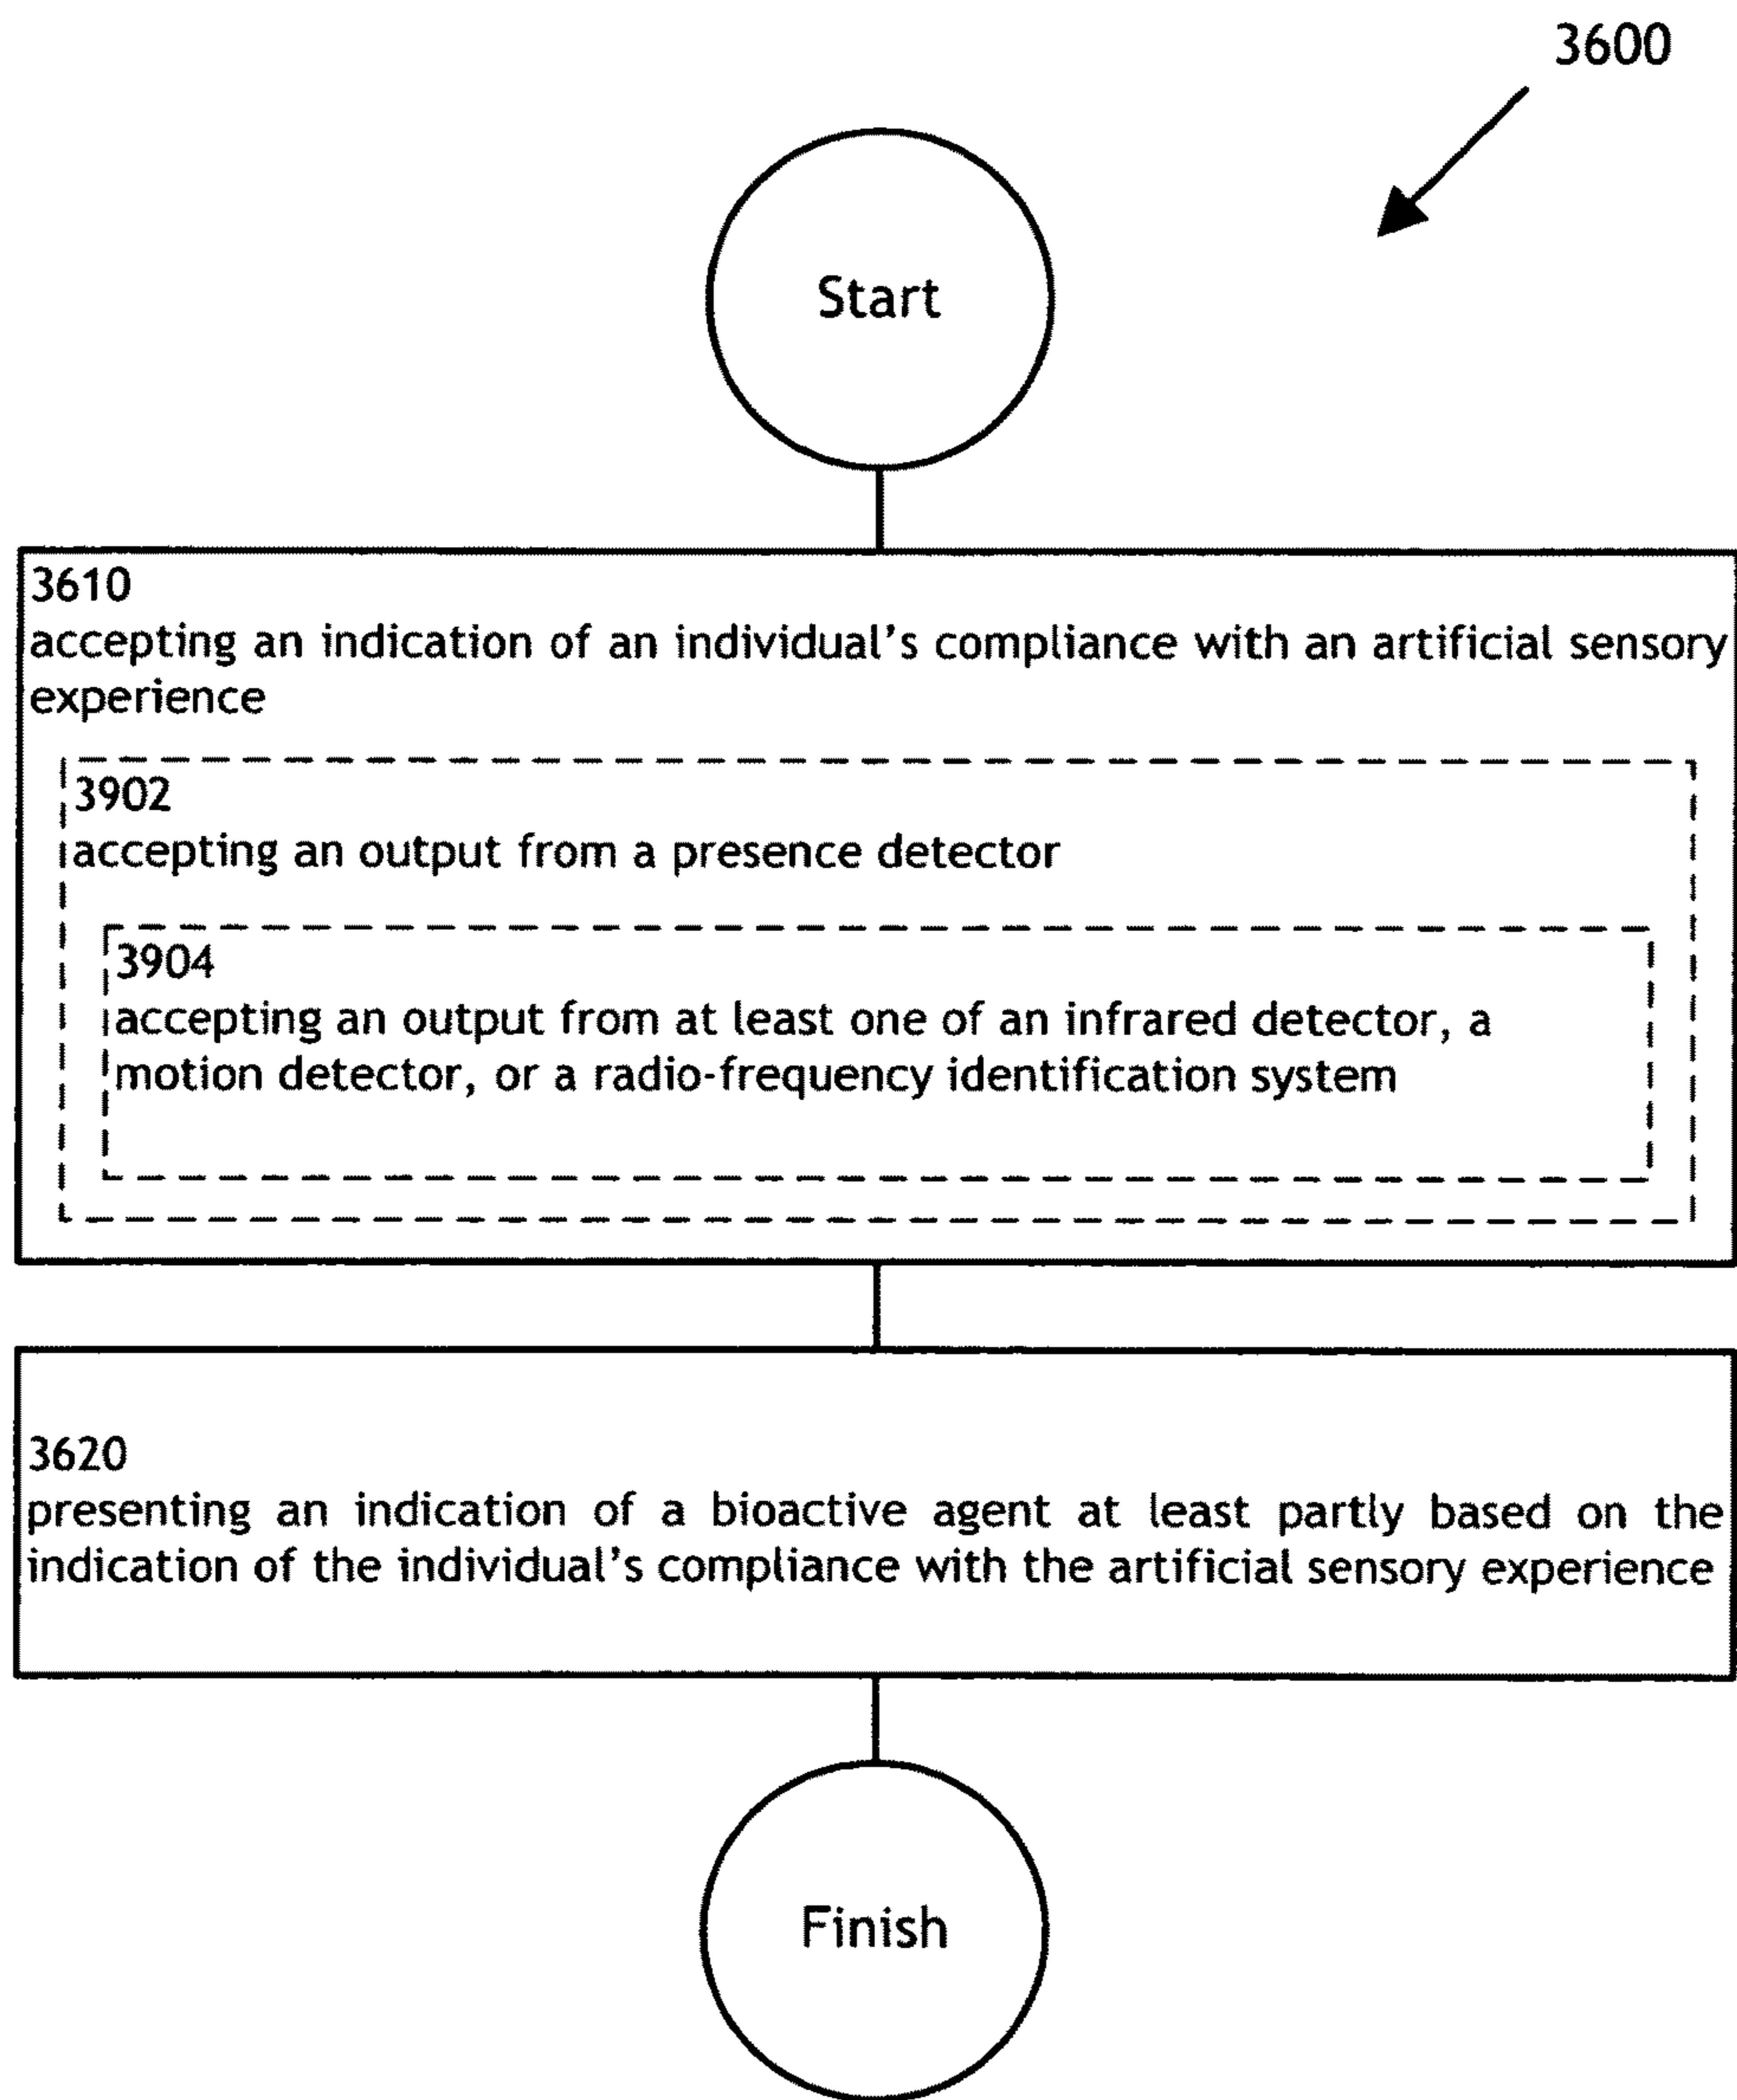 3600
Start
3610
accepting an indication of an individual's compliance with an artificial sensory
experience
3902
accepting an output from a presence detector
3904
accepting an output from at least one of an infrared detector, a
motion detector, or a radio-frequency identification system
3620
presenting an indication of a bioactive agent at least partly based on the
indication of the individual's compliance with the artificial sensory experience
Finish